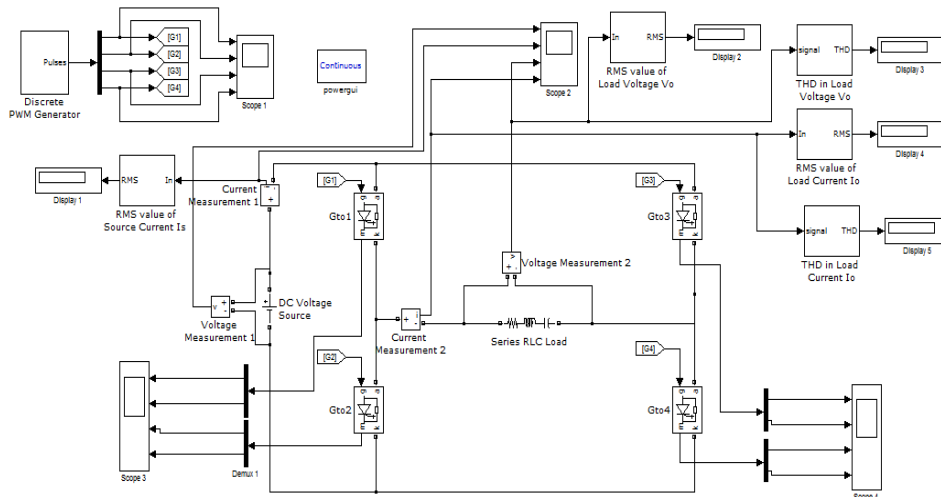 Pulses
Discrete
PWM Generator
[G1]
[G2]
[G3]
[G4]
Scope 1
Continuous
powergui
Scope 2
In
RMS
RMS value of
Load Voltage Vo
Display 2
signal
THD
THD in Load
Voltage Vo
Display 3
In
RMS
RMS value of
Load Current Io
Display 4
signal
THD
THD in Load
Current Io
Display 5
Display 1
RMS
In
RMS value of
Source Current Is
Current
Measurement 1
i
+
-
[G1]
g
a
m
k
Gto1
[G3]
g
a
m
k
Gto3
v
+
-
Voltage Measurement 2
v
+
-
Voltage
Measurement 1
+
DC Voltage
Source
+
i
-
Current
Measurement 2
Series RLC Load
[G2]
g
a
m
k
Gto2
[G4]
g
a
m
k
Gto4
Scope 3
Demux 1